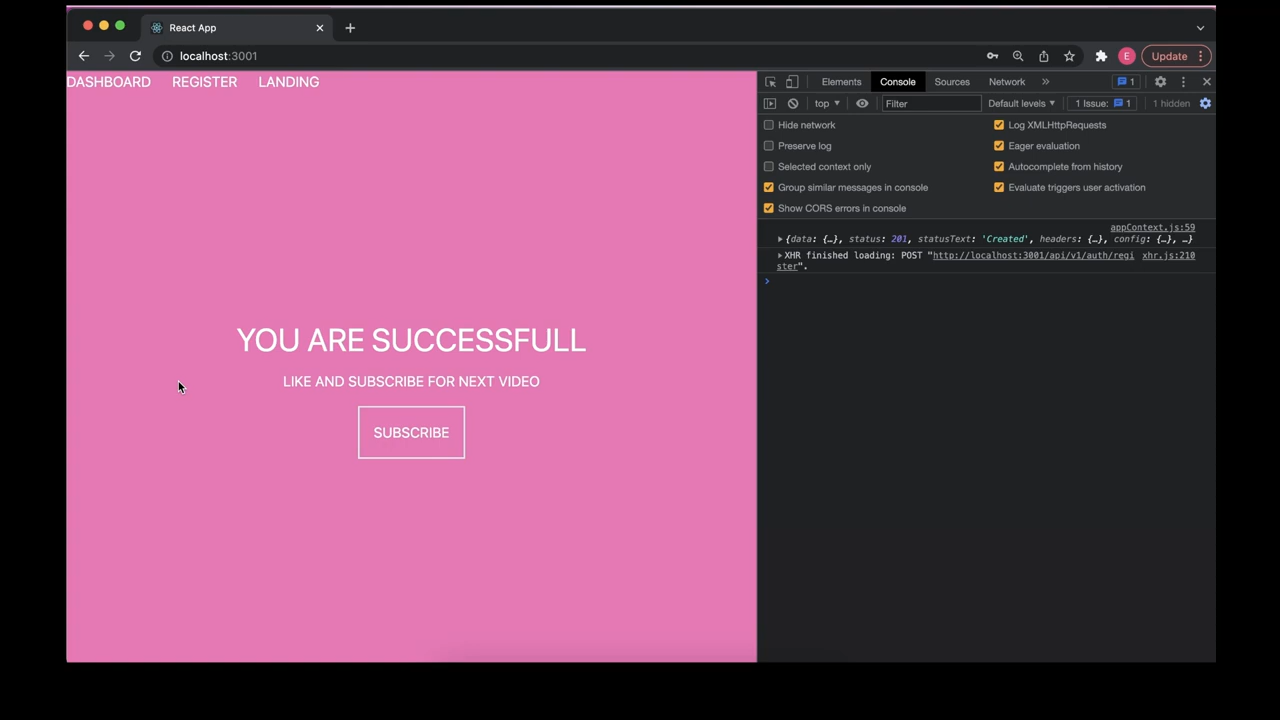 React App
localhost:3001
E
Update
DASHBOARD REGISTER LANDING
YOU ARE SUCCESSFULL
LIKE AND SUBSCRIBE FOR NEXT VIDEO
SUBSCRIBE
Elements Console Sources Network » 1
top Filter Default levels 1 Issue: 1 1 hidden
Hide network
Log XMLHttpRequests
Preserve log
Eager evaluation
Selected context only
Autocomplete from history
Group similar messages in console
Evaluate triggers user activation
Show CORS errors in console
appContext.js:59
{data: {…}, status: 201, statusText: 'Created', headers: {…}, config: {…}, …}
XHR finished loading: POST "http://localhost:3001/api/v1/auth/regi xhr.js:210
ster".